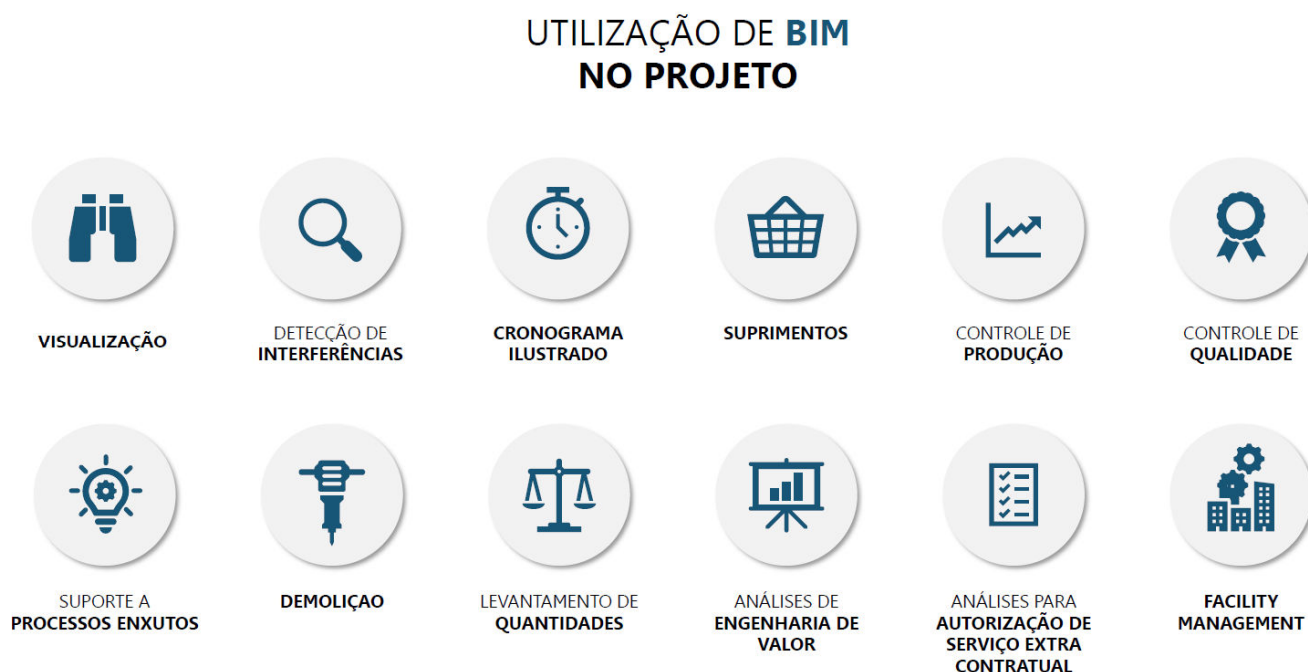 UTILIZAÇÃO DE BIM
NO PROJETO
VISUALIZAÇÃO
DETECÇÃO DE
INTERFERÊNCIAS
CRONOGRAMA
ILUSTRADO
SUPRIMENTOS
CONTROLE DE
PRODUÇÃO
CONTROLE DE
QUALIDADE
SUPORTE A
PROCESSOS ENXUTOS
DEMOLIÇAO
LEVANTAMENTO DE
QUANTIDADES
ANÁLISES DE
ENGENHARIA DE
VALOR
ANÁLISES PARA
AUTORIZAÇÃO DE
SERVIÇO EXTRA
CONTRATUAL
FACILITY
MANAGEMENT